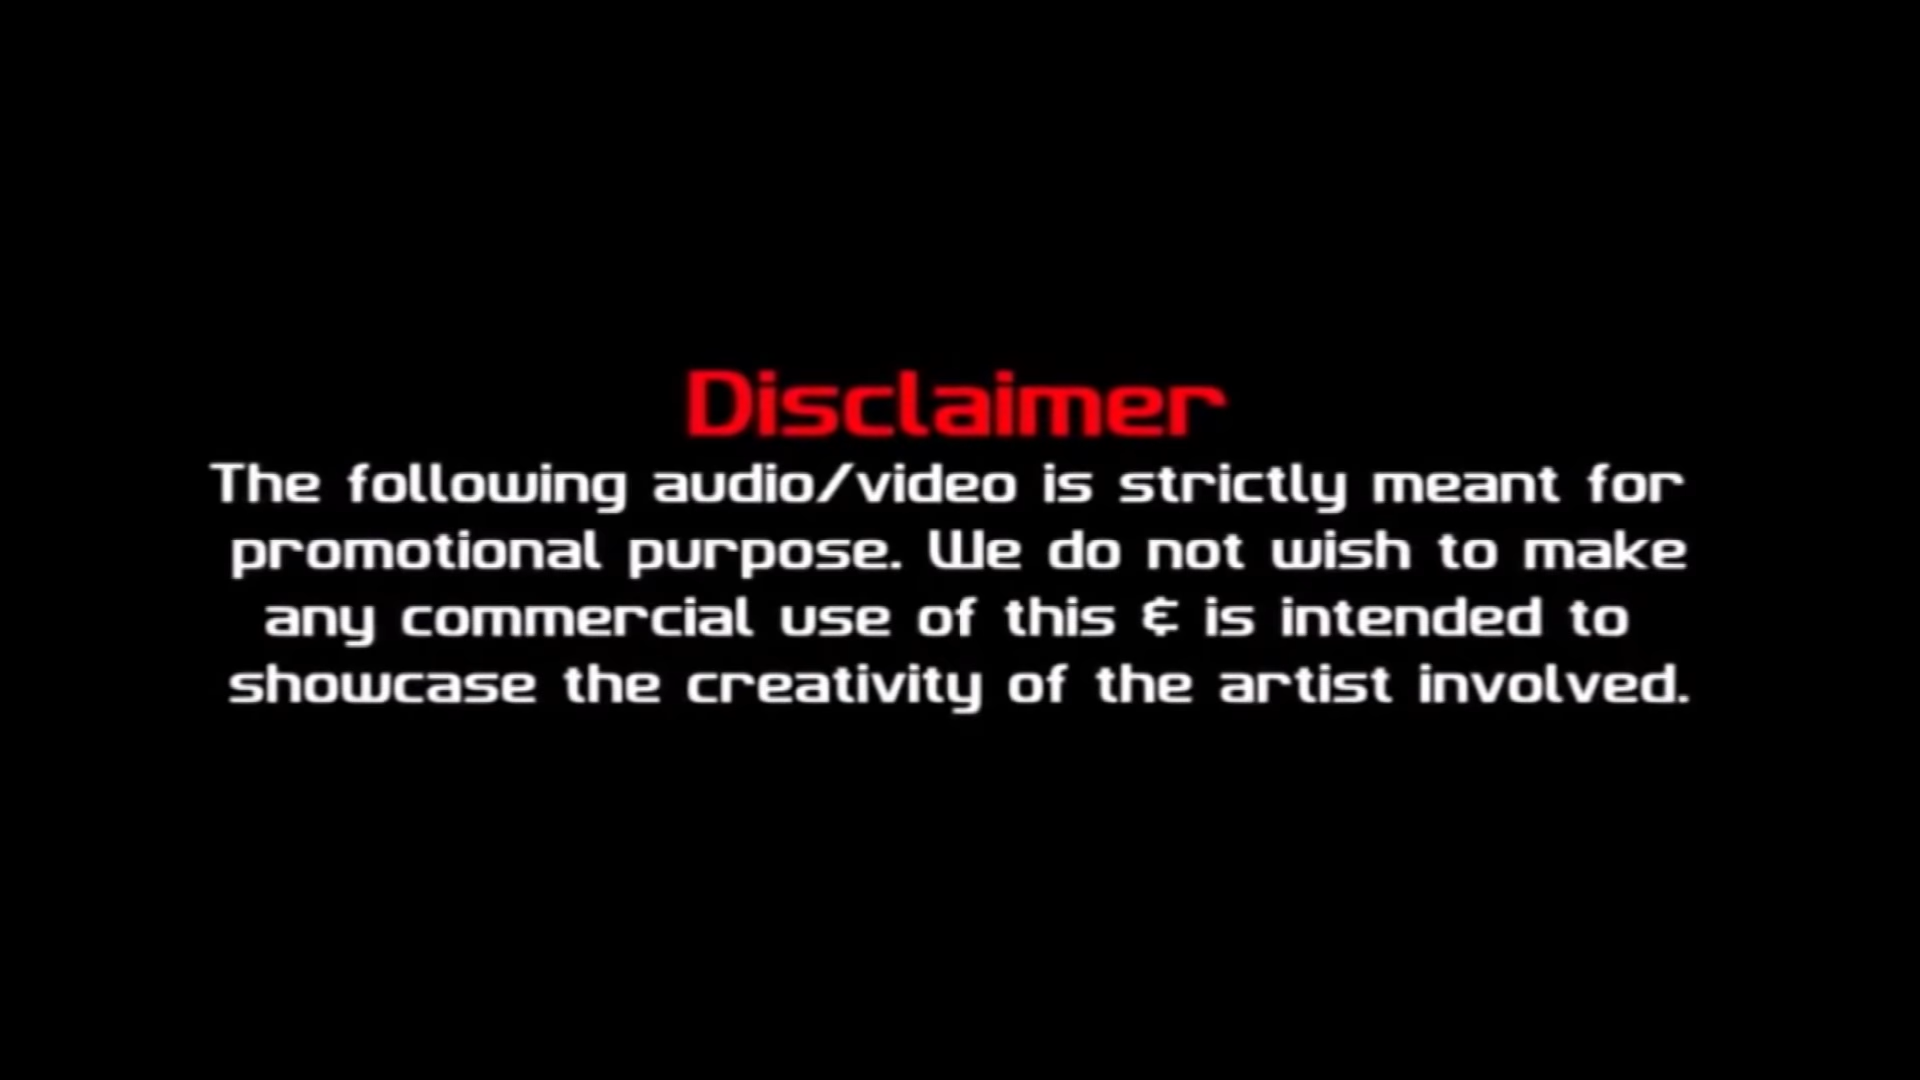 Disclaimer
The following audio/video is strictly meant for
promotional purpose. We do not wish to make
any commercial use of this & is intended to
showcase the creativity of the artist involved.